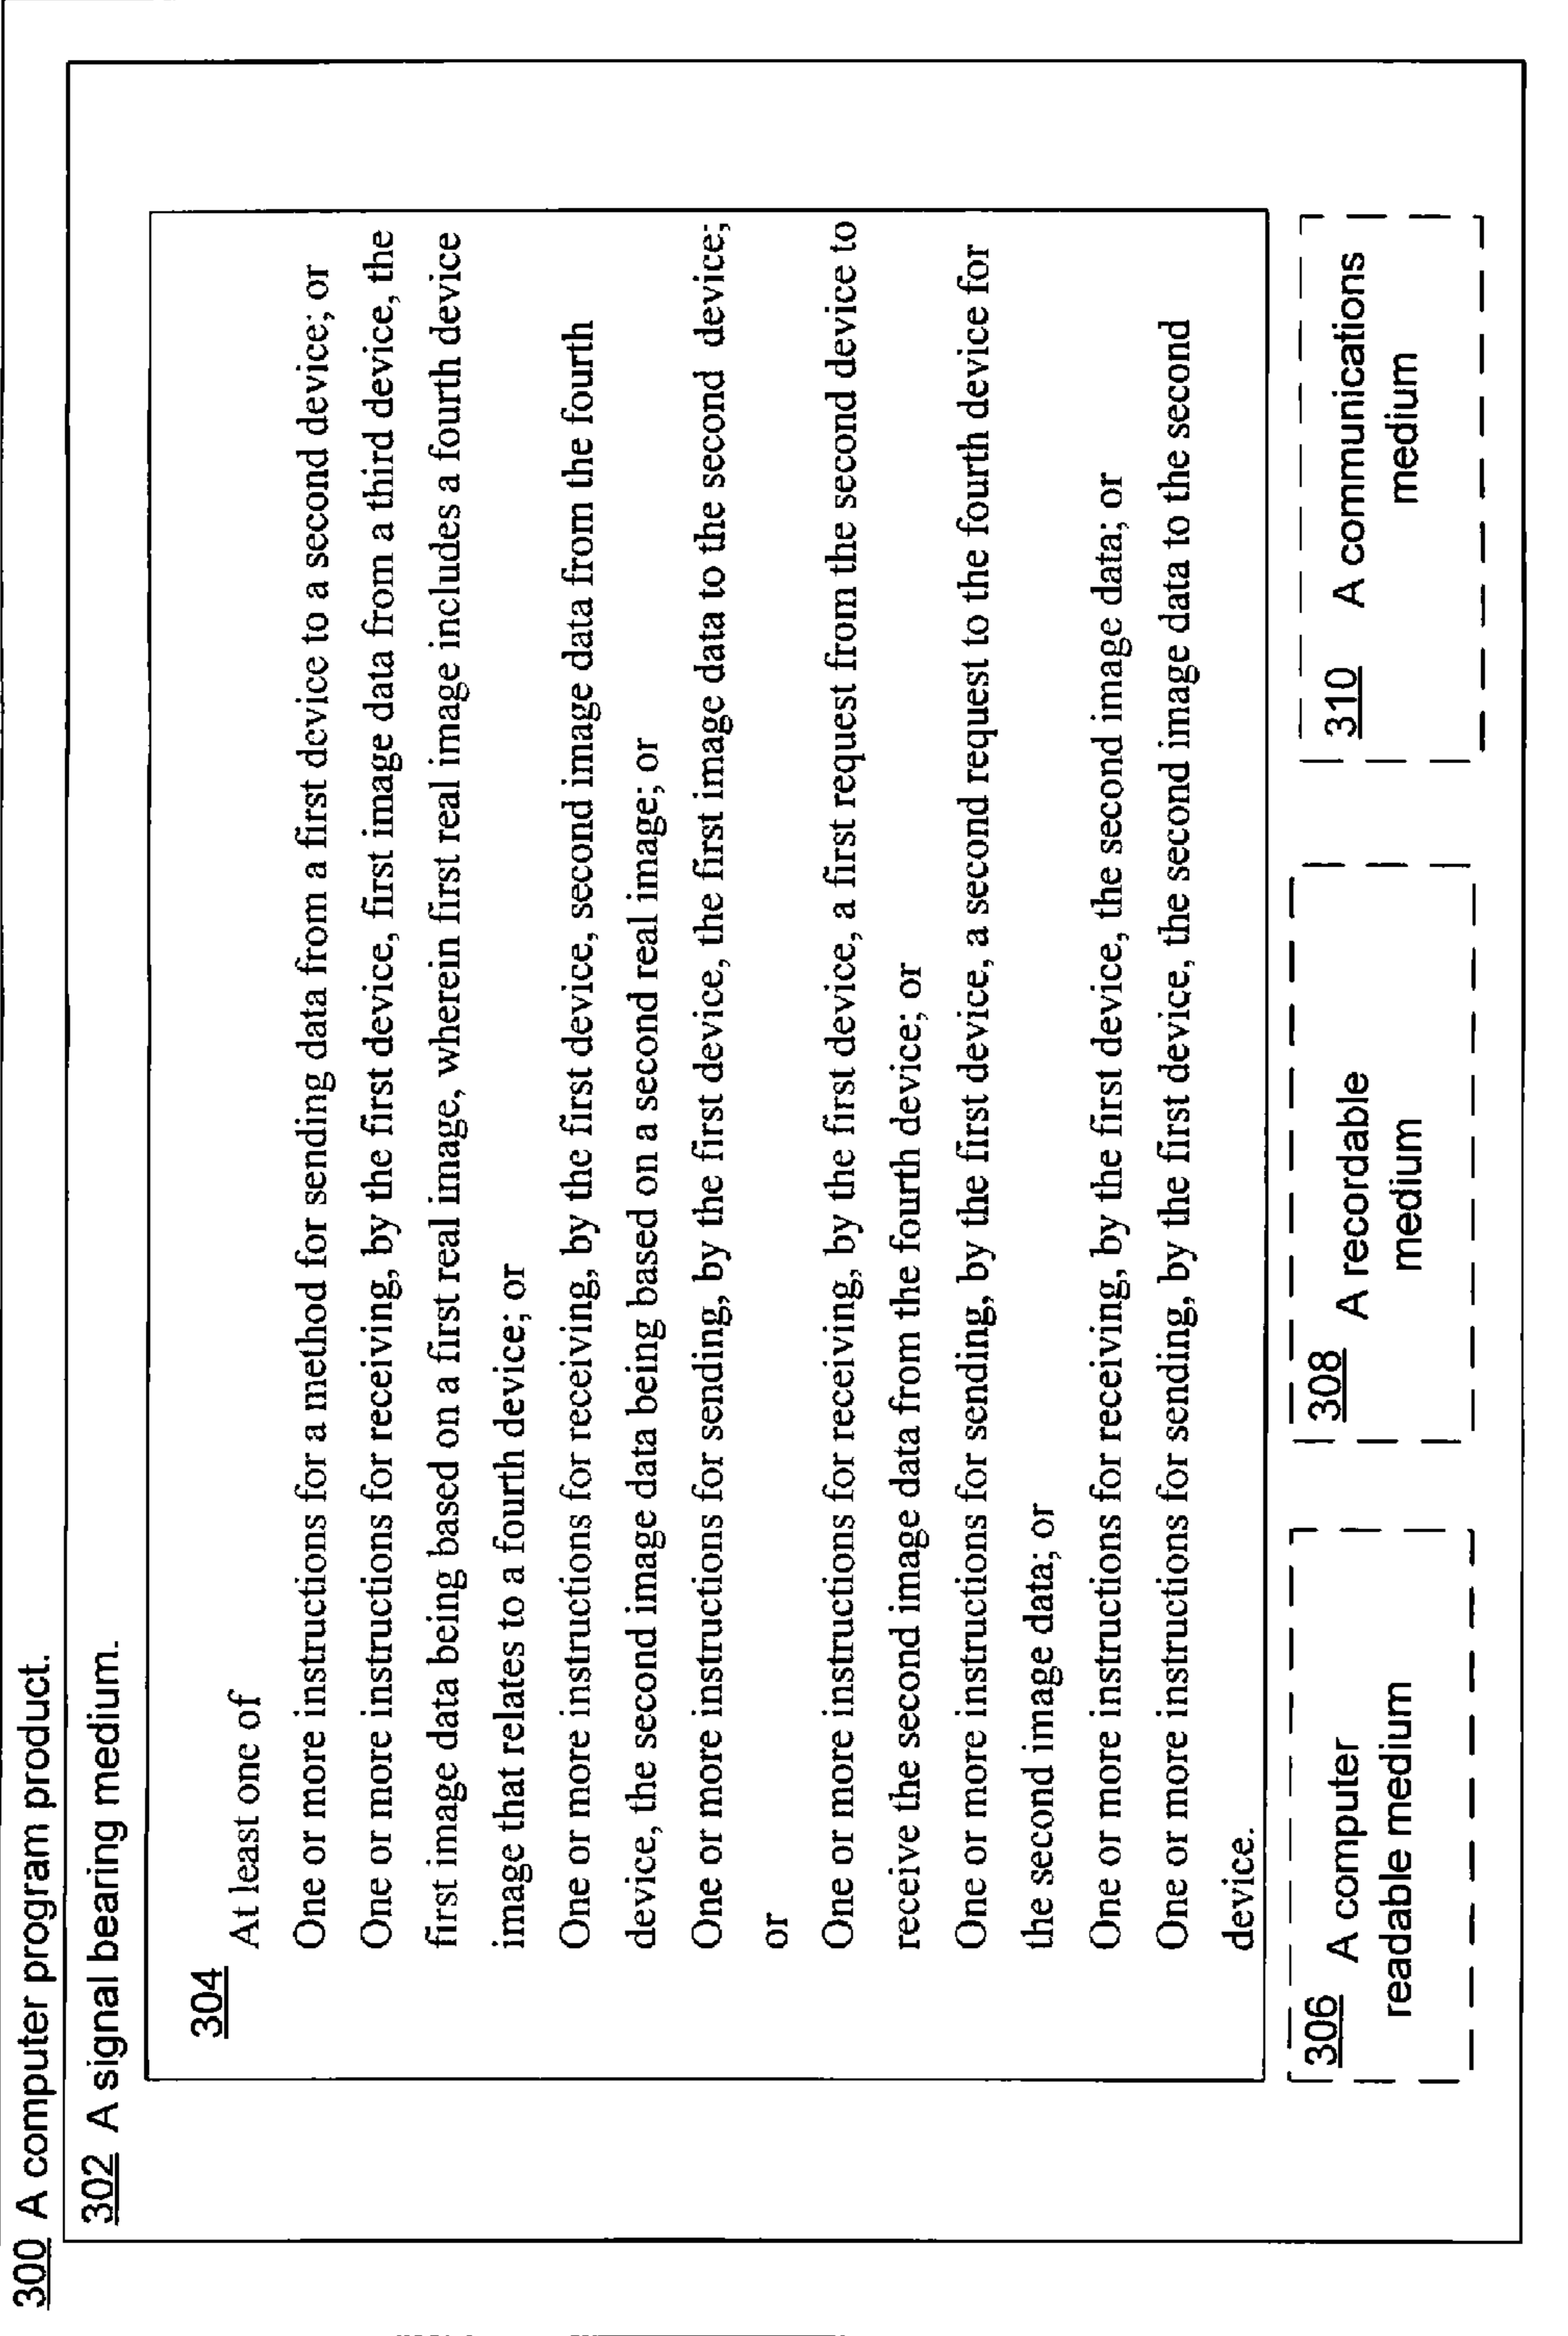 300 A computer program product.
302 A signal bearing medium.
304
At least one of
One or more instructions for a method for sending data from a first device to a second device; or
One or more instructions for receiving, by the first device, first image data from a third device, the
first image data being based on a first real image, wherein first real image includes a fourth device
image that relates to a fourth device; or
One or more instructions for receiving, by the first device, second image data from the fourth
device, the second image data being based on a second real image; or
One or more instructions for sending, by the first device, the first image data to the second device;
or
One or more instructions for receiving, by the first device, a first request from the second device to
receive the second image data from the fourth device; or
One or more instructions for sending, by the first device, a second request to the fourth device for
the second image data; or
One or more instructions for receiving, by the first device, the second image data; or
One or more instructions for sending, by the first device, the second image data to the second
device.
306 A computer
readable medium
308 A recordable
medium
310 A communications
medium